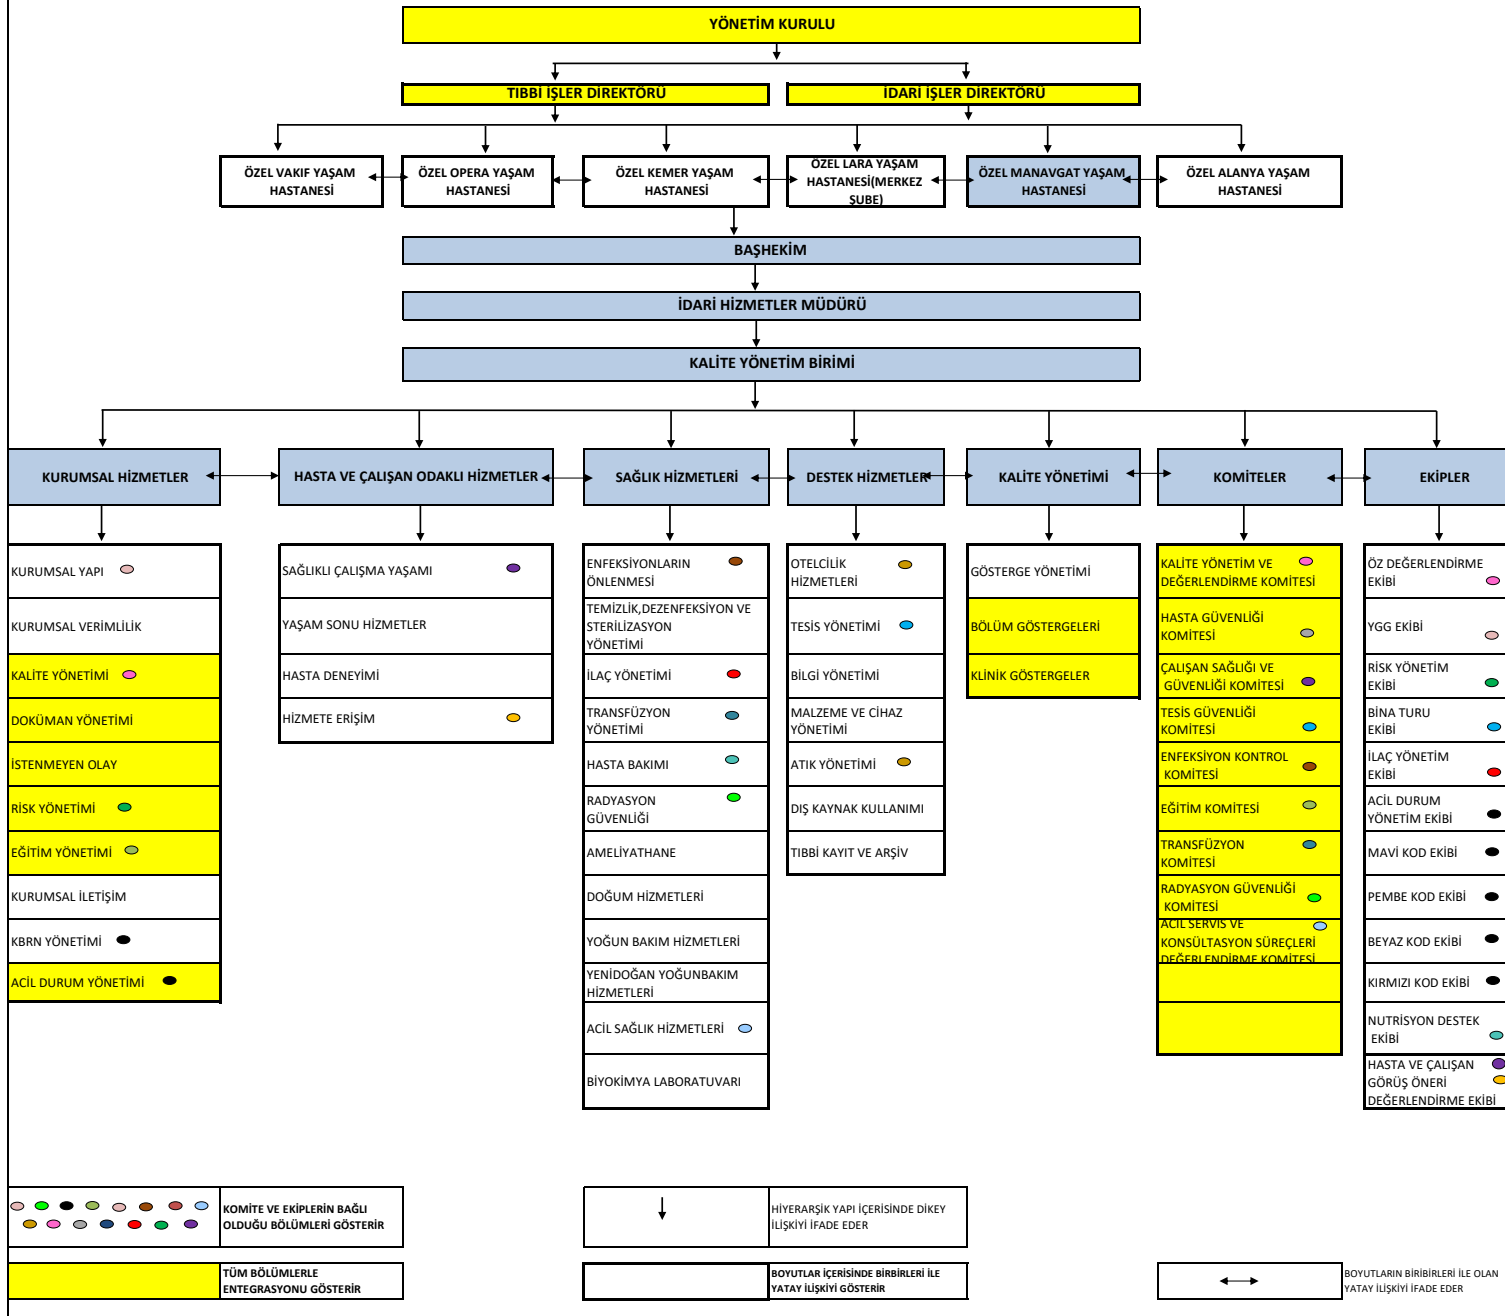 YÖNETİM KURULU
TIBBİ İŞLER DİREKTÖRÜ
İDARİ İŞLER DİREKTÖRÜ
ÖZEL VAKIF YAŞAM
HASTANESİ
ÖZEL OPERA YAŞAM
HASTANESİ
ÖZEL KEMER YAŞAM
HASTANESİ
ÖZEL LARA YAŞAM
HASTANESİ(MERKEZ
ŞUBE)
ÖZEL MANAVGAT YAŞAM
HASTANESİ
ÖZEL ALANYA YAŞAM
HASTANESİ
BAŞHEKİM
İDARİ HİZMETLER MÜDÜRÜ
KALİTE YÖNETİM BİRİMİ
KURUMSAL HİZMETLER
HASTA VE ÇALIŞAN ODAKLI HİZMETLER
SAĞLIK HİZMETLERİ
DESTEK HİZMETLER
KALİTE YÖNETİMİ
KOMİTELER
EKİPLER
KURUMSAL YAPI
KURUMSAL VERİMLİLİK
KALİTE YÖNETİMİ
DOKÜMAN YÖNETİMİ
İSTENMEYEN OLAY
RİSK YÖNETİMİ
EĞİTİM YÖNETİMİ
KURUMSAL İLETİŞİM
KBRN YÖNETİMİ
ACİL DURUM YÖNETİMİ
SAĞLIKLI ÇALIŞMA YAŞAMI
YAŞAM SONU HİZMETLER
HASTA DENEYİMİ
HİZMETE ERİŞİM
ENFEKSİYONLARIN
ÖNLENMESİ
TEMİZLİK,DEZENFEKSİYON VE
STERİLİZASYON
YÖNETİMİ
İLAÇ YÖNETİMİ
TRANSFÜZYON
YÖNETİMİ
HASTA BAKIMI
RADYASYON
GÜVENLİĞİ
AMELİYATHANE
DOĞUM HİZMETLERİ
YOĞUN BAKIM HİZMETLERİ
YENİDOĞAN YOĞUNBAKIM
HİZMETLERİ
ACİL SAĞLIK HİZMETLERİ
BİYOKİMYA LABORATUVARI
OTELCİLİK
HİZMETLERİ
TESİS YÖNETİMİ
BİLGİ YÖNETİMİ
MALZEME VE CİHAZ
YÖNETİMİ
ATIK YÖNETİMİ
DIŞ KAYNAK KULLANIMI
TIBBİ KAYIT VE ARŞİV
GÖSTERGE YÖNETİMİ
BÖLÜM GÖSTERGELERİ
KLİNİK GÖSTERGELER
KALİTE YÖNETİM VE
DEĞERLENDİRME KOMİTESİ
HASTA GÜVENLİĞİ
KOMİTESİ
ÇALIŞAN SAĞLIĞI VE
GÜVENLİĞİ KOMİTESİ
TESİS GÜVENLİĞİ
KOMİTESİ
ENFEKSİYON KONTROL
KOMİTESİ
EĞİTİM KOMİTESİ
TRANSFÜZYON
KOMİTESİ
RADYASYON GÜVENLİĞİ
KOMİTESİ
ACİL SERVİS VE
KONSÜLTASYON SÜREÇLERİ
DEĞERLENDİRME KOMİTESİ
ÖZ DEĞERLENDİRME
EKİBİ
YGG EKİBİ
RİSK YÖNETİM
EKİBİ
BİNA TURU
EKİBİ
İLAÇ YÖNETİM
EKİBİ
ACİL DURUM
YÖNETİM EKİBİ
MAVİ KOD EKİBİ
PEMBE KOD EKİBİ
BEYAZ KOD EKİBİ
KIRMIZI KOD EKİBİ
NUTRİSYON DESTEK
EKİBİ
HASTA VE ÇALIŞAN
GÖRÜŞ ÖNERİ
DEĞERLENDİRME EKİBİ
KOMİTE VE EKİPLERİN BAĞLI
OLDUĞU BÖLÜMLERİ GÖSTERİR
HİYERARŞİK YAPI İÇERİSİNDE DİKEY
İLİŞKİYİ İFADE EDER
TÜM BÖLÜMLERLE
ENTEGRASYONU GÖSTERİR
BOYUTLAR İÇERİSİNDE BİRBİRLERİ İLE
YATAY İLİŞKİYİ GÖSTERİR
BOYUTLARIN BİRİBİRLERİ İLE OLAN
YATAY İLİŞKİYİ İFADE EDER